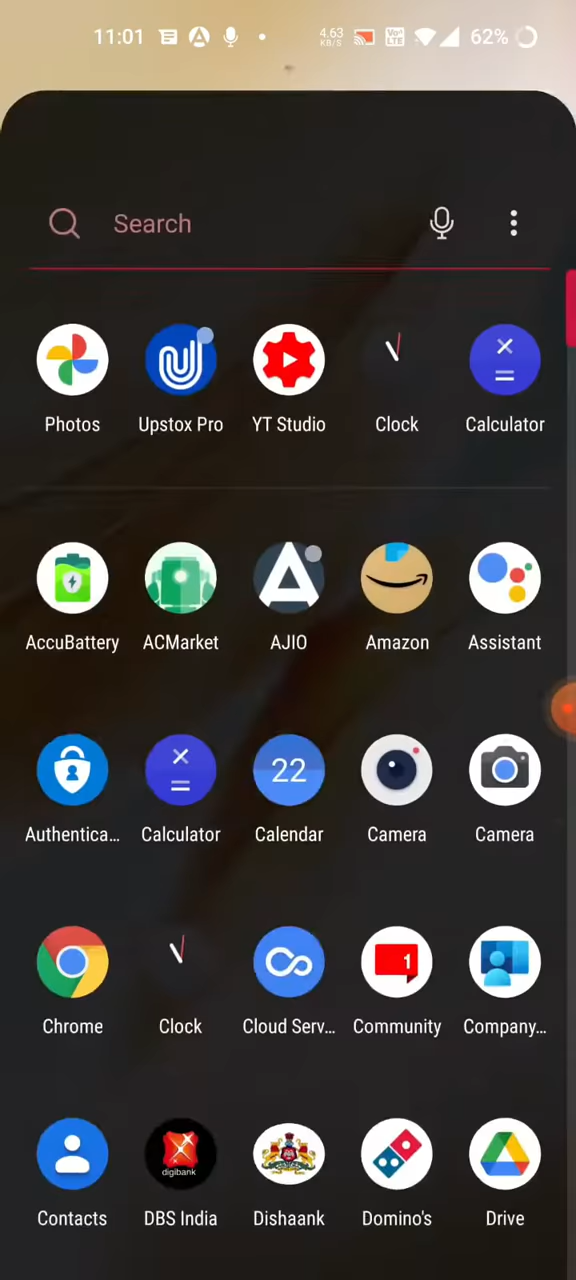 11:01 4.63 KB/S VoD LTE 62%
Search
Photos Upstox Pro YT Studio Clock Calculator
AccuBattery ACMarket AJIO Amazon Assistant
22
Authentica... Calculator Calendar Camera Camera
1
Chrome Clock Cloud Serv... Community Company...
digibank
Contacts DBS India Dishaank Domino's Drive